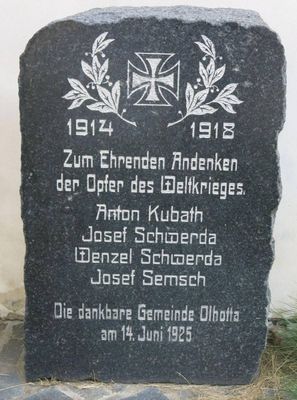 1914 1918
Zum Ehrenden Andenken
der Opfer des Weltkrieges.
Anton Kubath
Josef Schwerda
Wenzel Schwerda
Josef Semsch
Die dankbare Gemeinde Olhotta
am 14. Juni 1925